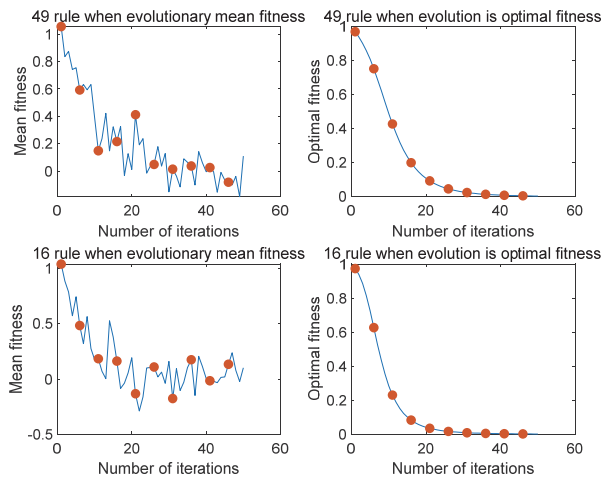 49 rule when evolutionary mean fitness
49 rule when evolution is optimal fitness
Mean fitness
1
0.8
0.6
0.4
0.2
0
0 20 40 60
Number of iterations
Optimal fitness
1
0.8
0.6
0.4
0.2
0
0 20 40 60
Number of iterations
16 rule when evolutionary mean fitness
16 rule when evolution is optimal fitness
Mean fitness
1
0.5
0
-0.5
0 20 40 60
Number of iterations
Optimal fitness
1
0.8
0.6
0.4
0.2
0
0 20 40 60
Number of iterations